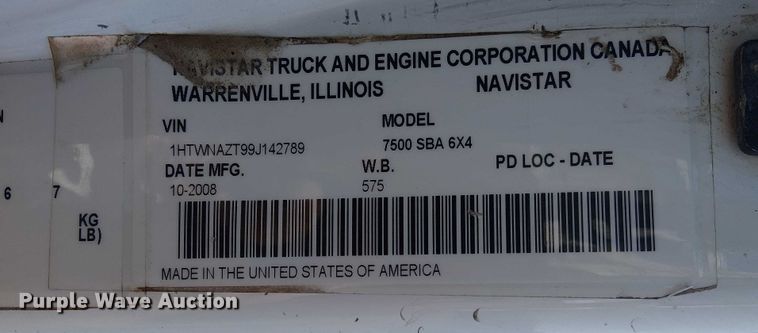 NAVISTAR TRUCK AND ENGINE CORPORATION CANADA
WARRENVILLE, ILLINOIS NAVISTAR
VIN MODEL
1HTWNAZT99J142789 7500 SBA 6X4
DATE MFG. W.B. PD LOC - DATE
10-2008 575
MADE IN THE UNITED STATES OF AMERICA
N
6 7
KG
LB)
Purple Wave Auction